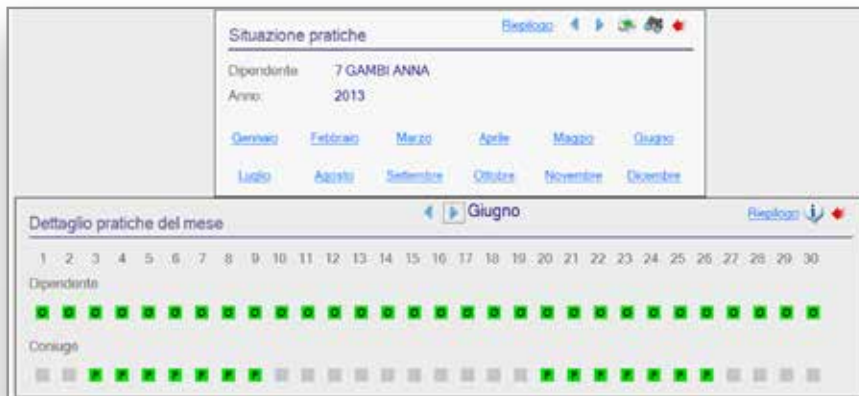 Situazione pratiche Riepilogo
Dipendente 7 GAMBI ANNA
Anno: 2013
Gennaio Febbraio Marzo Aprile Maggio Giugno
Luglio Agosto Settembre Ottobre Novembre Dicembre
Dettaglio pratiche del mese Giugno Riepilogo
1 2 3 4 5 6 7 8 9 10 11 12 13 14 15 16 17 18 19 20 21 22 23 24 25 26 27 28 29 30
Dipendente
Coniuge
P P P P P P P P P P P P P P